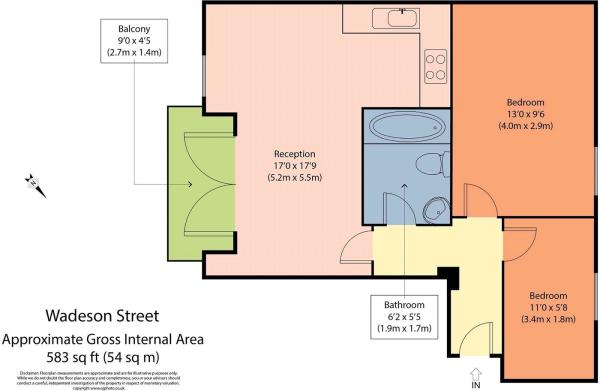 Balcony
9'0 x 4'5
(2.7m x 1.4m)
Bedroom
13'0 x 9'6
(4.0m x 2.9m)
Reception
17'0 x 17'9
(5.2m x 5.5m)
N
Bedroom
11'0 x 5'8
(3.4m x 1.8m)
Bathroom
6'2 x 5'5
(1.9m x 1.7m)
Wadeson Street
Approximate Gross Internal Area
583 sq ft (54 sq m)
Disclaimer: Floorplan measurements are approximate and are for illustrative purposes only.
While we do not doubt the floor plan accuracy and completeness, you or your advisors should
conduct a careful, independent investigation of the property in respect of monetary valuation.
IN